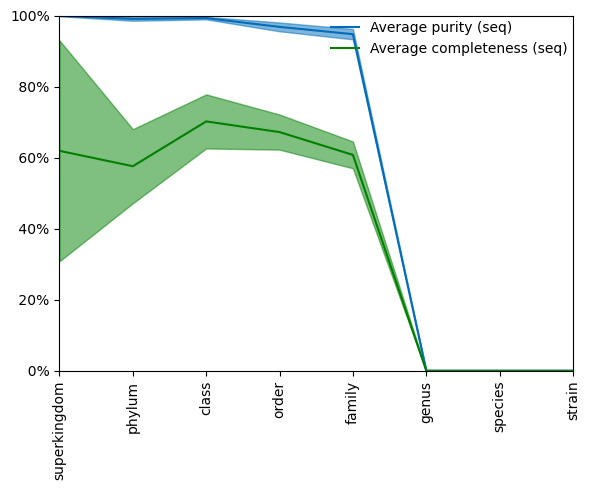 100%
80%
60%
40%
20%
0%
Average purity (seq)
Average completeness (seq)
superkingdom
phylum
class
order
family
genus
species
strain